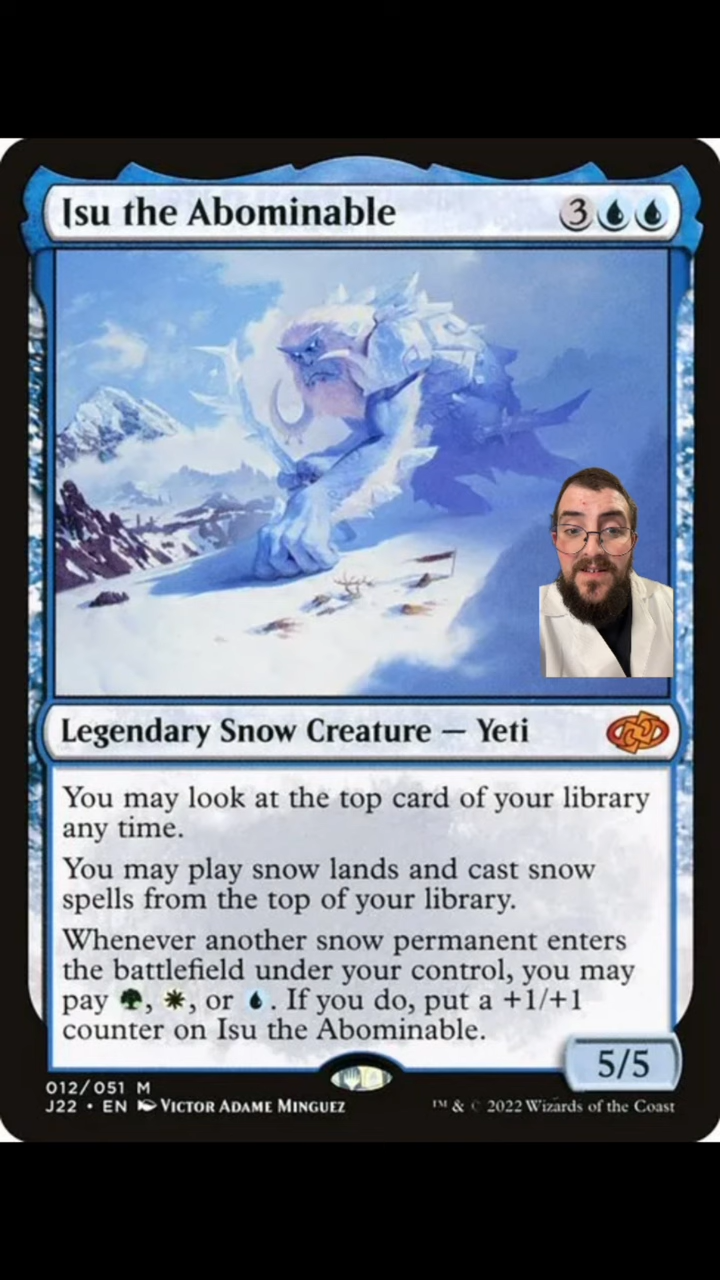 Isu the Abominable 3
Legendary Snow Creature — Yeti
You may look at the top card of your library
any time.
You may play snow lands and cast snow
spells from the top of your library.
Whenever another snow permanent enters
the battlefield under your control, you may
pay , , or . If you do, put a +1/+1
counter on Isu the Abominable.
5/5
012/051 M
J22 • EN VICTOR ADAME MINGUEZ ™ & © 2022 Wizards of the Coast